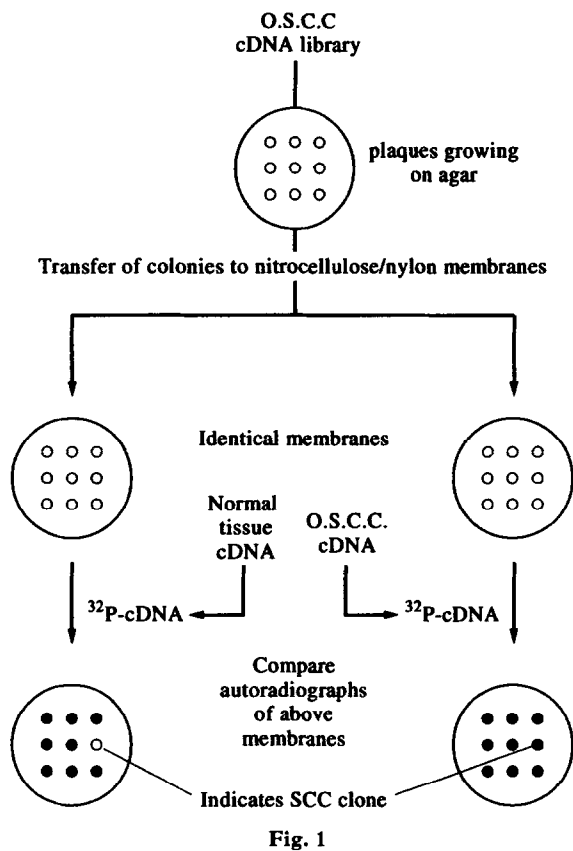 O.S.C.C
cDNA library
plaques growing
on agar
Transfer of colonies to nitrocellulose/nylon membranes
Identical membranes
Normal
tissue
cDNA
O.S.C.C.
cDNA
³²P-cDNA
³²P-cDNA
Compare
autoradiographs
of above
membranes
Indicates SCC clone
Fig. 1